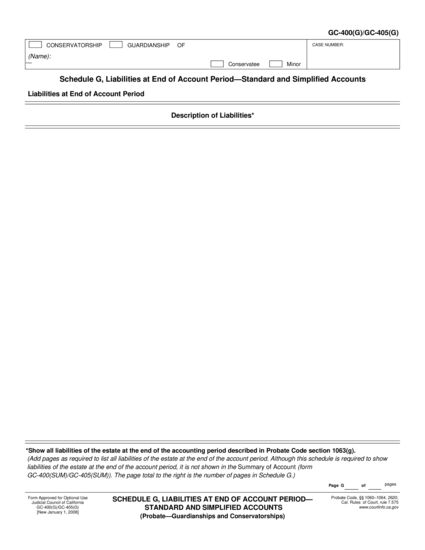 GC-400(G)/GC-405(G)
CONSERVATORSHIP GUARDIANSHIP OF
CASE NUMBER:
(Name):
Conservatee Minor
Schedule G, Liabilities at End of Account Period—Standard and Simplified Accounts
Liabilities at End of Account Period
Description of Liabilities*
*Show all liabilities of the estate at the end of the accounting period described in Probate Code section 1063(g).
(Add pages as required to list all liabilities of the estate at the end of the account period. Although this schedule is required to show
liabilities of the estate at the end of the account period, it is not shown in the Summary of Account (form
GC-400(SUM)/GC-405(SUM)). The page total to the right is the number of pages in Schedule G.)
Page G of pages
Form Approved for Optional Use
Judicial Council of California
GC-400(G)/GC-405(G)
[New January 1, 2008]
SCHEDULE G, LIABILITIES AT END OF ACCOUNT PERIOD—
STANDARD AND SIMPLIFIED ACCOUNTS
(Probate—Guardianships and Conservatorships)
Probate Code, §§ 1060–1064, 2620;
Cal. Rules of Court, rule 7.575
www.courtinfo.ca.gov